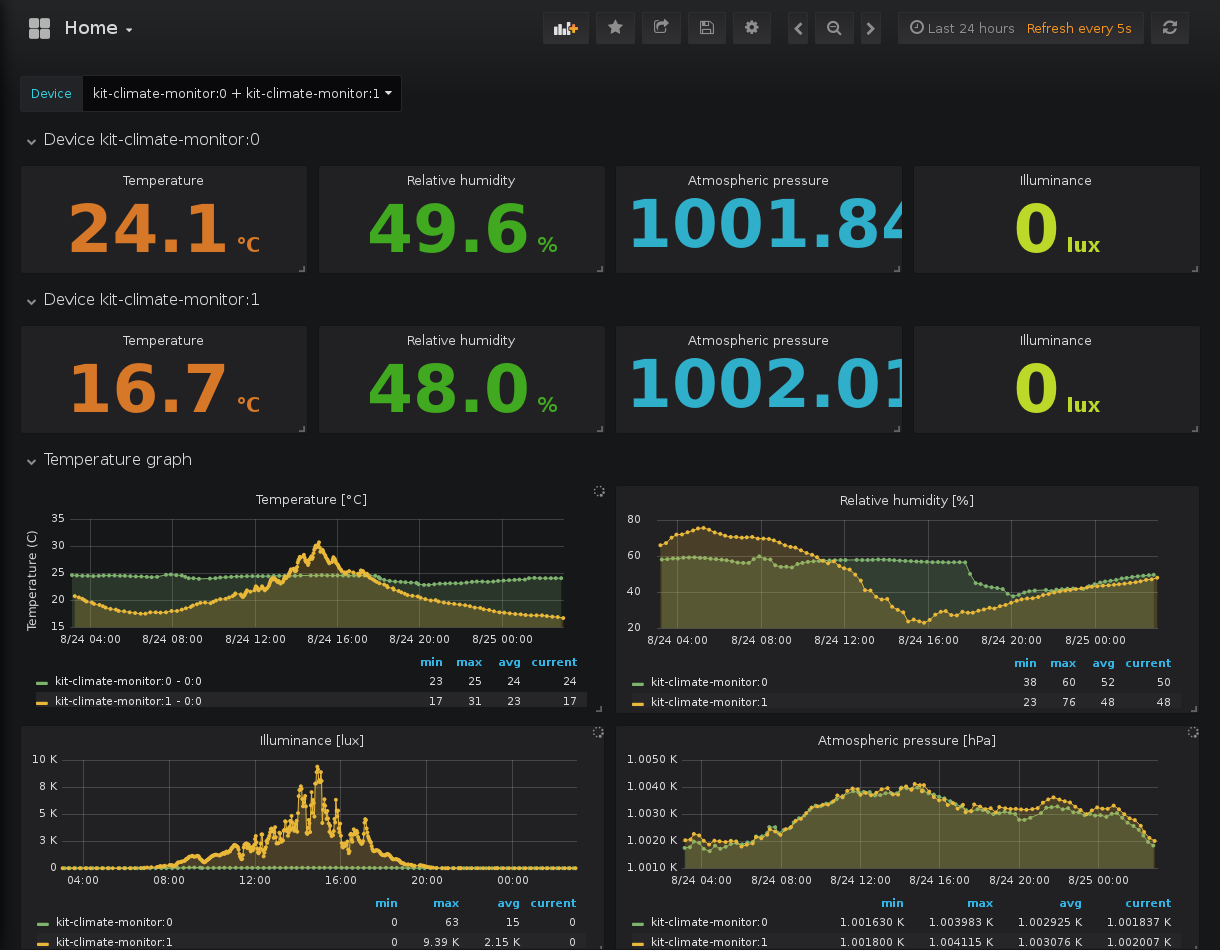 Home
Last 24 hours Refresh every 5s
Device kit-climate-monitor:0 + kit-climate-monitor:1
Device kit-climate-monitor:0
Temperature Relative humidity Atmospheric pressure Illuminance
24.1 °C 49.6 % 1001.84 0 lux
Device kit-climate-monitor:1
Temperature Relative humidity Atmospheric pressure Illuminance
16.7 °C 48.0 % 1002.01 0 lux
Temperature graph
Temperature [°C]
Temperature (C)
35
30
25
20
15
8/24 04:00 8/24 08:00 8/24 12:00 8/24 16:00 8/24 20:00 8/25 00:00
min max avg current
kit-climate-monitor:0 - 0:0 23 25 24 24
kit-climate-monitor:1 - 0:0 17 31 23 17
Relative humidity [%]
80
60
40
20
8/24 04:00 8/24 08:00 8/24 12:00 8/24 16:00 8/24 20:00 8/25 00:00
min max avg current
kit-climate-monitor:0 38 60 52 50
kit-climate-monitor:1 23 76 48 48
Illuminance [lux]
10 K
8 K
5 K
3 K
0
04:00 08:00 12:00 16:00 20:00 00:00
min max avg current
kit-climate-monitor:0 0 63 15 0
kit-climate-monitor:1 0 9.39 K 2.15 K 0
Atmospheric pressure [hPa]
1.0050 K
1.0040 K
1.0030 K
1.0020 K
1.0010 K
8/24 04:00 8/24 08:00 8/24 12:00 8/24 16:00 8/24 20:00 8/25 00:00
min max avg current
kit-climate-monitor:0 1.001630 K 1.003983 K 1.002925 K 1.001837 K
kit-climate-monitor:1 1.001800 K 1.004115 K 1.003076 K 1.002007 K